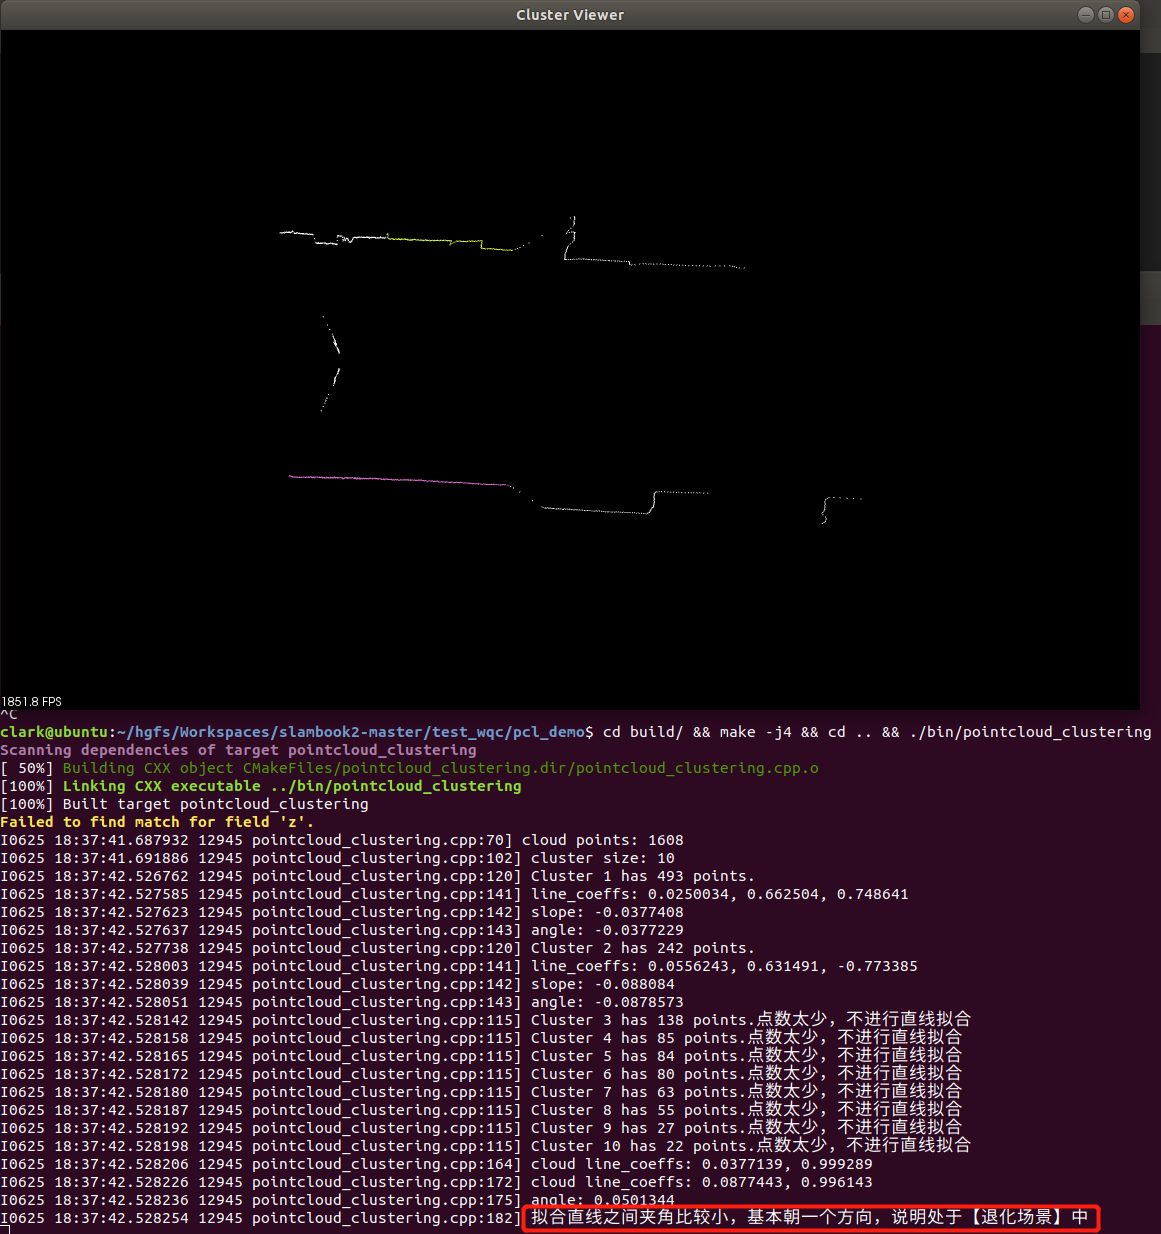 Cluster Viewer
1851.8 FPS
^C
clark@ubuntu:~/hgfs/Workspaces/slambook2-master/test_wqc/pcl_demo$ cd build/ && make -j4 && cd .. && ./bin/pointcloud_clustering
Scanning dependencies of target pointcloud_clustering
[ 50%] Building CXX object CMakeFiles/pointcloud_clustering.dir/pointcloud_clustering.cpp.o
[100%] Linking CXX executable ../bin/pointcloud_clustering
[100%] Built target pointcloud_clustering
Failed to find match for field 'z'.
I0625 18:37:41.687932 12945 pointcloud_clustering.cpp:70] cloud points: 1608
I0625 18:37:41.691886 12945 pointcloud_clustering.cpp:102] cluster size: 10
I0625 18:37:42.526762 12945 pointcloud_clustering.cpp:120] Cluster 1 has 493 points.
I0625 18:37:42.527585 12945 pointcloud_clustering.cpp:141] line_coeffs: 0.0250034, 0.662504, 0.748641
I0625 18:37:42.527623 12945 pointcloud_clustering.cpp:142] slope: -0.0377408
I0625 18:37:42.527637 12945 pointcloud_clustering.cpp:143] angle: -0.0377229
I0625 18:37:42.527738 12945 pointcloud_clustering.cpp:120] Cluster 2 has 242 points.
I0625 18:37:42.528003 12945 pointcloud_clustering.cpp:141] line_coeffs: 0.0556243, 0.631491, -0.773385
I0625 18:37:42.528039 12945 pointcloud_clustering.cpp:142] slope: -0.088084
I0625 18:37:42.528051 12945 pointcloud_clustering.cpp:143] angle: -0.0878573
I0625 18:37:42.528142 12945 pointcloud_clustering.cpp:115] Cluster 3 has 138 points.点数太少，不进行直线拟合
I0625 18:37:42.528158 12945 pointcloud_clustering.cpp:115] Cluster 4 has 85 points.点数太少，不进行直线拟合
I0625 18:37:42.528165 12945 pointcloud_clustering.cpp:115] Cluster 5 has 84 points.点数太少，不进行直线拟合
I0625 18:37:42.528172 12945 pointcloud_clustering.cpp:115] Cluster 6 has 80 points.点数太少，不进行直线拟合
I0625 18:37:42.528180 12945 pointcloud_clustering.cpp:115] Cluster 7 has 63 points.点数太少，不进行直线拟合
I0625 18:37:42.528187 12945 pointcloud_clustering.cpp:115] Cluster 8 has 55 points.点数太少，不进行直线拟合
I0625 18:37:42.528192 12945 pointcloud_clustering.cpp:115] Cluster 9 has 27 points.点数太少，不进行直线拟合
I0625 18:37:42.528198 12945 pointcloud_clustering.cpp:115] Cluster 10 has 22 points.点数太少，不进行直线拟合
I0625 18:37:42.528206 12945 pointcloud_clustering.cpp:164] cloud line_coeffs: 0.0377139, 0.999289
I0625 18:37:42.528226 12945 pointcloud_clustering.cpp:172] cloud line_coeffs: 0.0877443, 0.996143
I0625 18:37:42.528236 12945 pointcloud_clustering.cpp:175] angle: 0.0501344
I0625 18:37:42.528254 12945 pointcloud_clustering.cpp:182] 拟合直线之间夹角比较小，基本朝一个方向，说明处于【退化场景】中